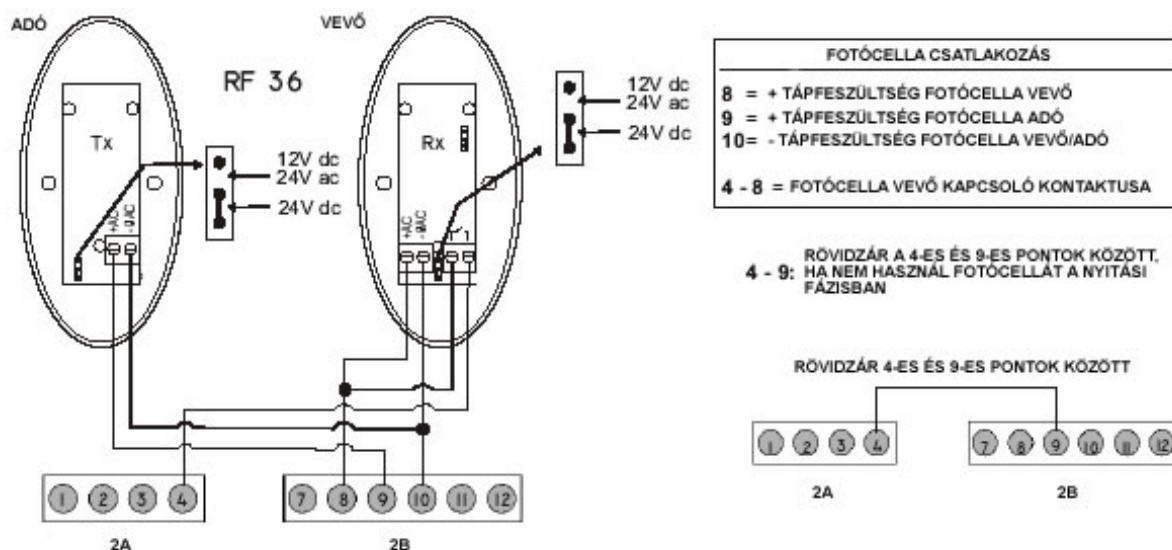 ADÓ
VEVŐ
RF 36
Tx
+AC
-0AC
12V dc
24V ac
24V dc
Rx
+AC
-0AC
12V dc
24V ac
24V dc
1 2 3 4
2A
7 8 9 10 11 12
2B
FOTÓCELLA CSATLAKOZÁS
8 = + TÁPFESZÜLTSÉG FOTÓCELLA VEVŐ
9 = + TÁPFESZÜLTSÉG FOTÓCELLA ADÓ
10= - TÁPFESZÜLTSÉG FOTÓCELLA VEVŐ/ADÓ
4 - 8 = FOTÓCELLA VEVŐ KAPCSOLÓ KONTAKTUSA
4 - 9: RÖVIDZÁR A 4-ES ÉS 9-ES PONTOK KÖZÖTT,
HA NEM HASZNÁL FOTÓCELLÁT A NYITÁSI
FÁZISBAN
RÖVIDZÁR 4-ES ÉS 9-ES PONTOK KÖZÖTT
1 2 3 4
2A
7 8 9 10 11 12
2B